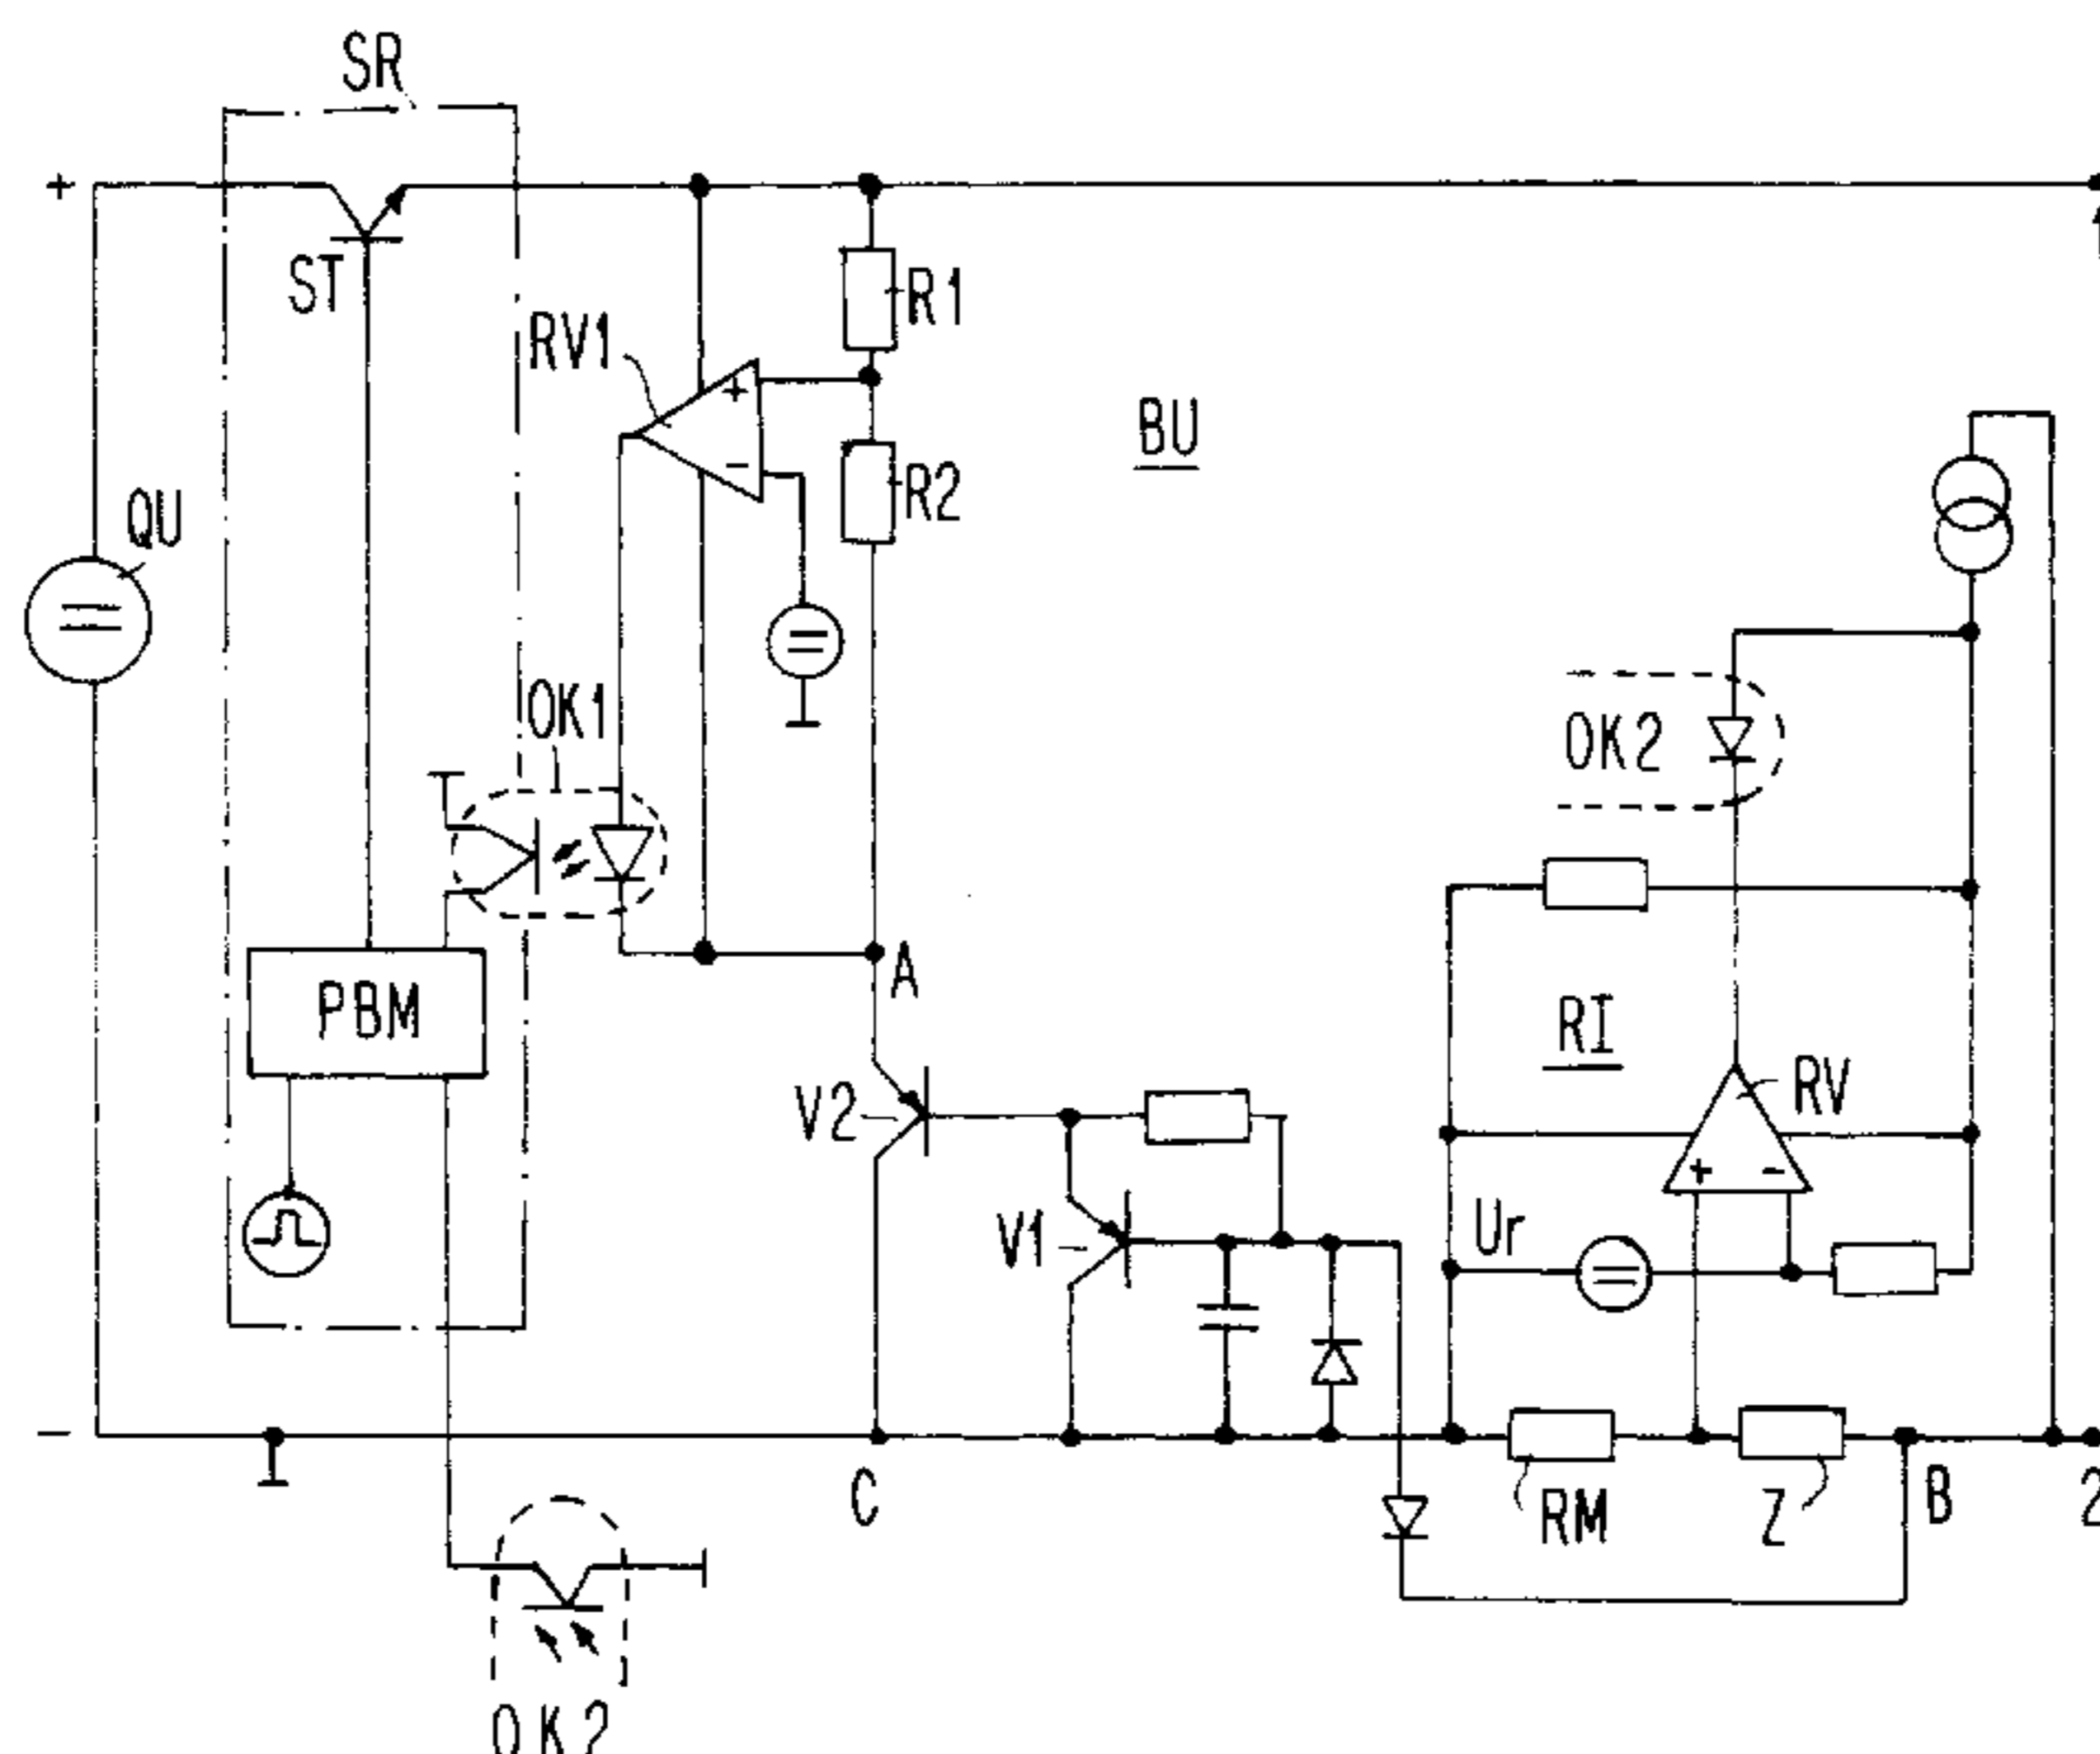 SR
+
ST
R1
RV1
+
BU
-
R2
QU
OK1
OK2
A
PBM
RI
RV
V2
+ -
V1
Ur
-
C
RM
Z
B
2
OK2